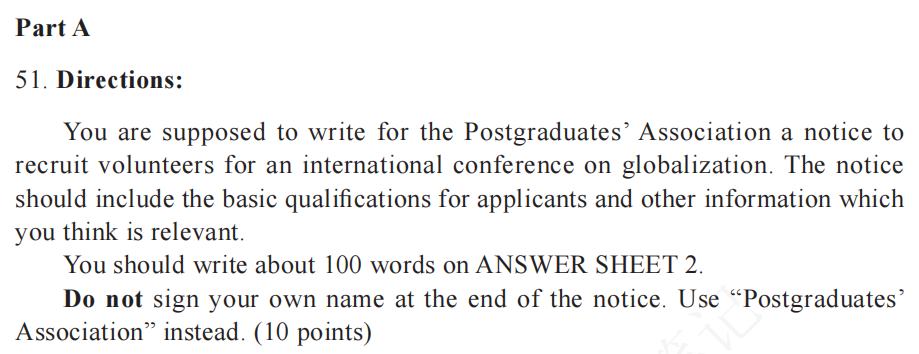 Part A
51. Directions:
You are supposed to write for the Postgraduates’ Association a notice to
recruit volunteers for an international conference on globalization. The notice
should include the basic qualifications for applicants and other information which
you think is relevant.
You should write about 100 words on ANSWER SHEET 2.
Do not sign your own name at the end of the notice. Use “Postgraduates’
Association” instead. (10 points)